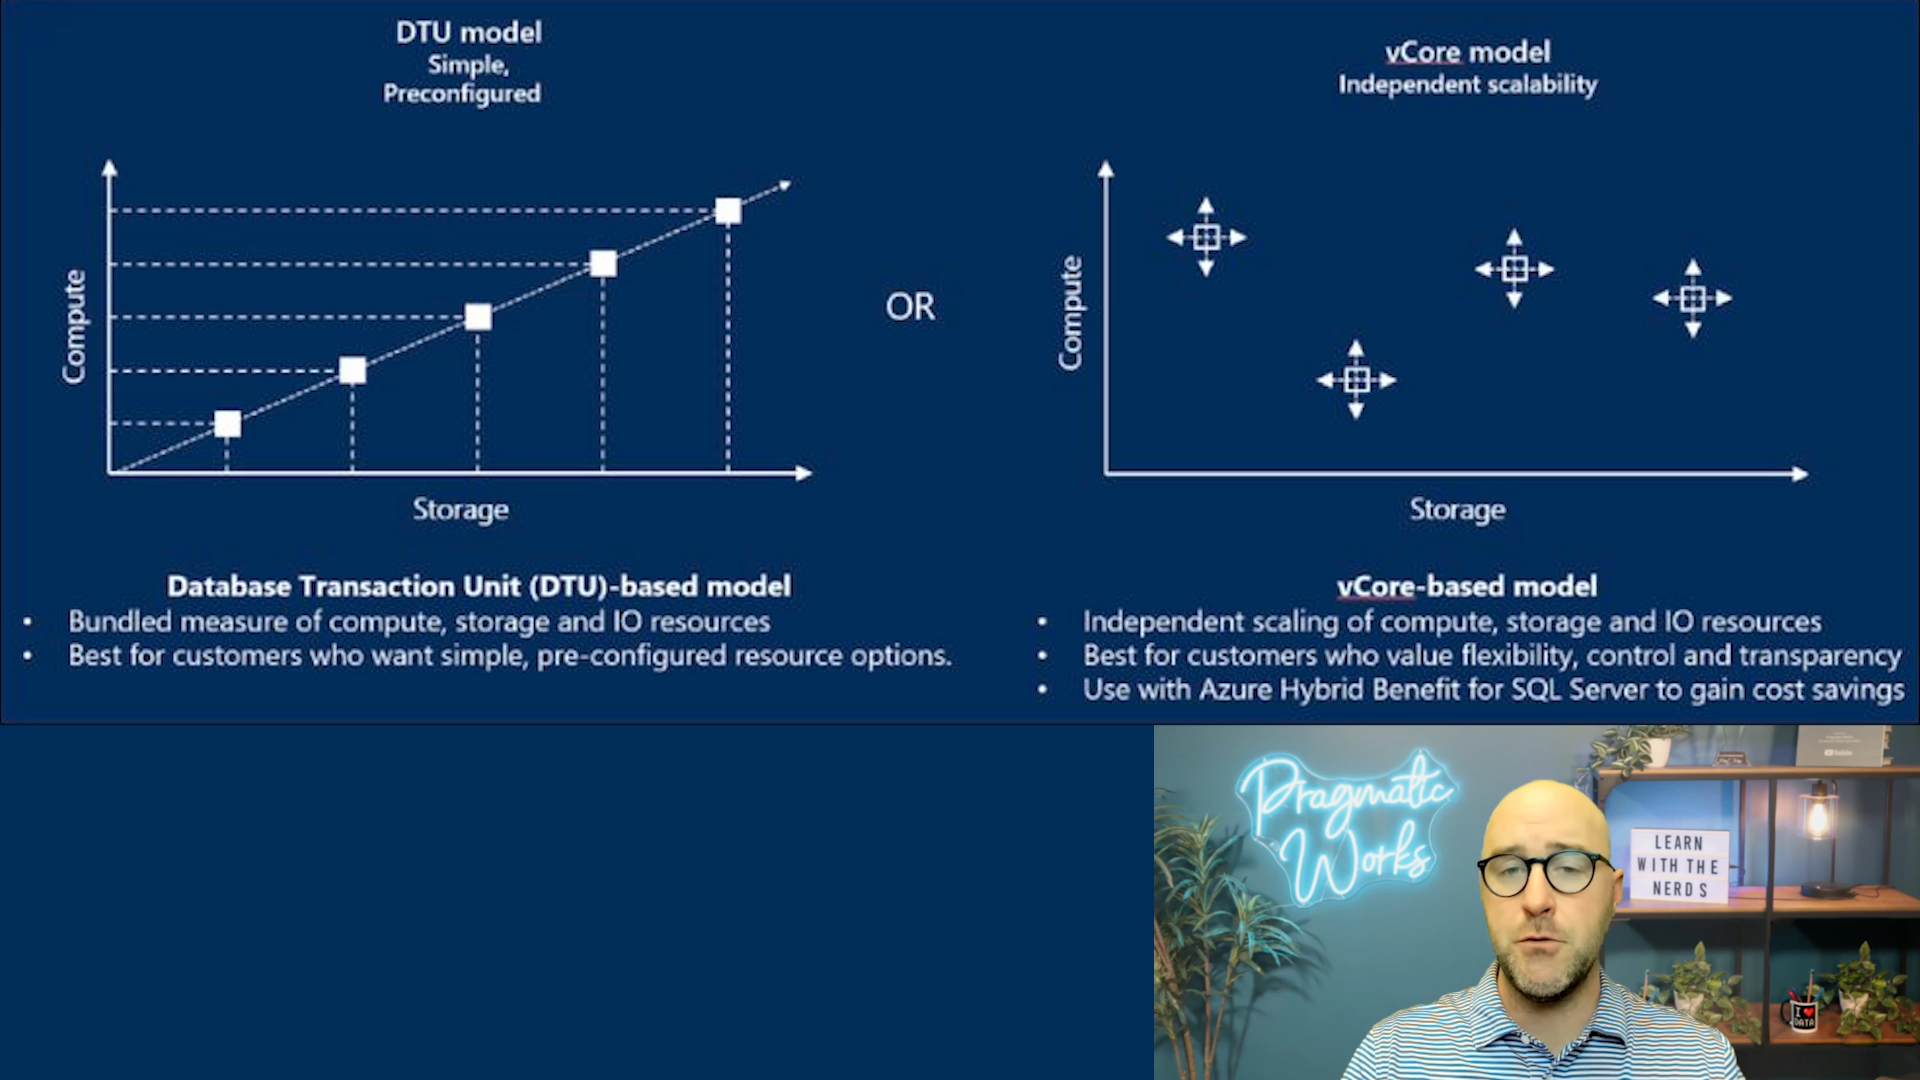 DTU model
Simple,
Preconfigured
Compute
Storage
OR
vCore model
Independent scalability
Compute
Storage
Database Transaction Unit (DTU)-based model
• Bundled measure of compute, storage and IO resources
• Best for customers who want simple, pre-configured resource options.
vCore-based model
• Independent scaling of compute, storage and IO resources
• Best for customers who value flexibility, control and transparency
• Use with Azure Hybrid Benefit for SQL Server to gain cost savings
Pragmatic
Works
LEARN
WITH THE
NERDS
I ♥
DATA